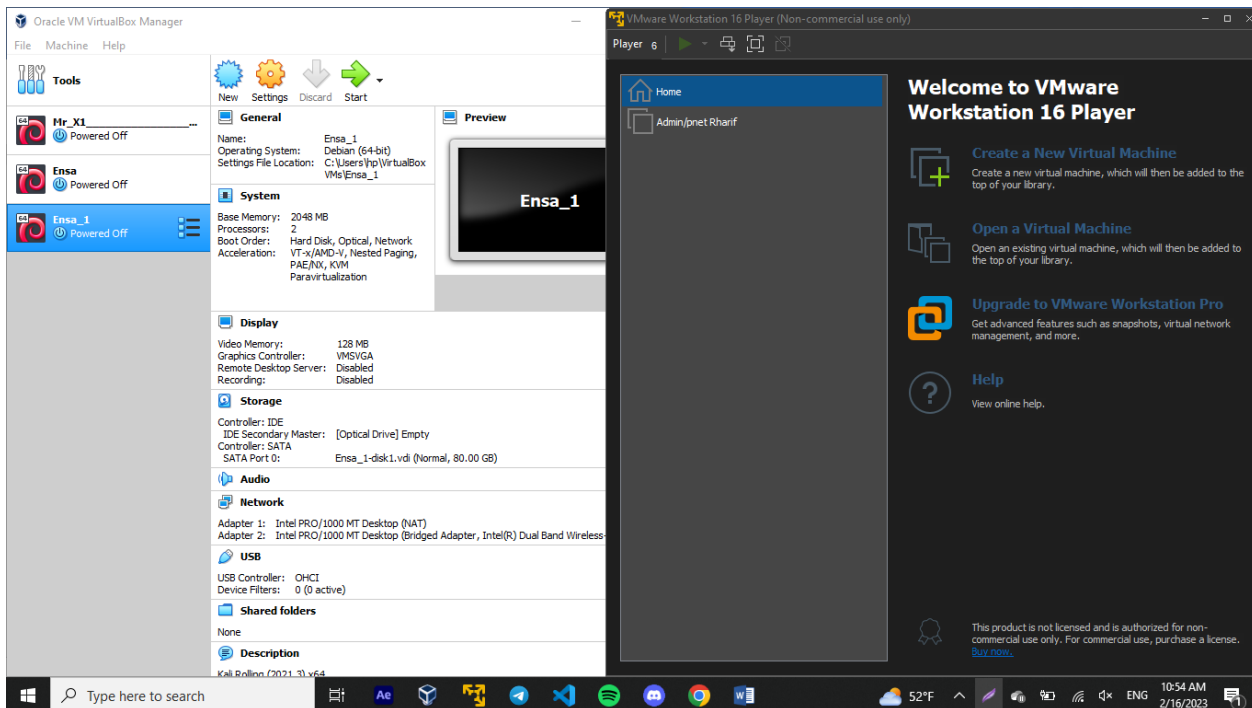 Oracle VM VirtualBox Manager
File Machine Help
Tools
New Settings Discard Start
64 Mr_X1______________...
Powered Off
64 Ensa
Powered Off
64 Ensa_1
Powered Off
General
Name: Ensa_1
Operating System: Debian (64-bit)
Settings File Location: C:\Users\hp\VirtualBox
VMs\Ensa_1
System
Base Memory: 2048 MB
Processors: 2
Boot Order: Hard Disk, Optical, Network
Acceleration: VT-x/AMD-V, Nested Paging,
PAE/NX, KVM
Paravirtualization
Preview
Ensa_1
Display
Video Memory: 128 MB
Graphics Controller: VMSVGA
Remote Desktop Server: Disabled
Recording: Disabled
Storage
Controller: IDE
IDE Secondary Master: [Optical Drive] Empty
Controller: SATA
SATA Port 0: Ensa_1-disk1.vdi (Normal, 80.00 GB)
Audio
Network
Adapter 1: Intel PRO/1000 MT Desktop (NAT)
Adapter 2: Intel PRO/1000 MT Desktop (Bridged Adapter, Intel(R) Dual Band Wireless-
USB
USB Controller: OHCI
Device Filters: 0 (0 active)
Shared folders
None
Description
Kali Rolling (2021.3) x64
VMware Workstation 16 Player (Non-commercial use only)
Player 6
Home
Admin/pnet Rharif
Welcome to VMware
Workstation 16 Player
Create a New Virtual Machine
Create a new virtual machine, which will then be added to the
top of your library.
Open a Virtual Machine
Open an existing virtual machine, which will then be added to
the top of your library.
Upgrade to VMware Workstation Pro
Get advanced features such as snapshots, virtual network
management, and more.
Help
View online help.
This product is not licensed and is authorized for non-
commercial use only. For commercial use, purchase a license.
Buy now.
Type here to search
Ae
52°F
ENG
10:54 AM
2/16/2023
1